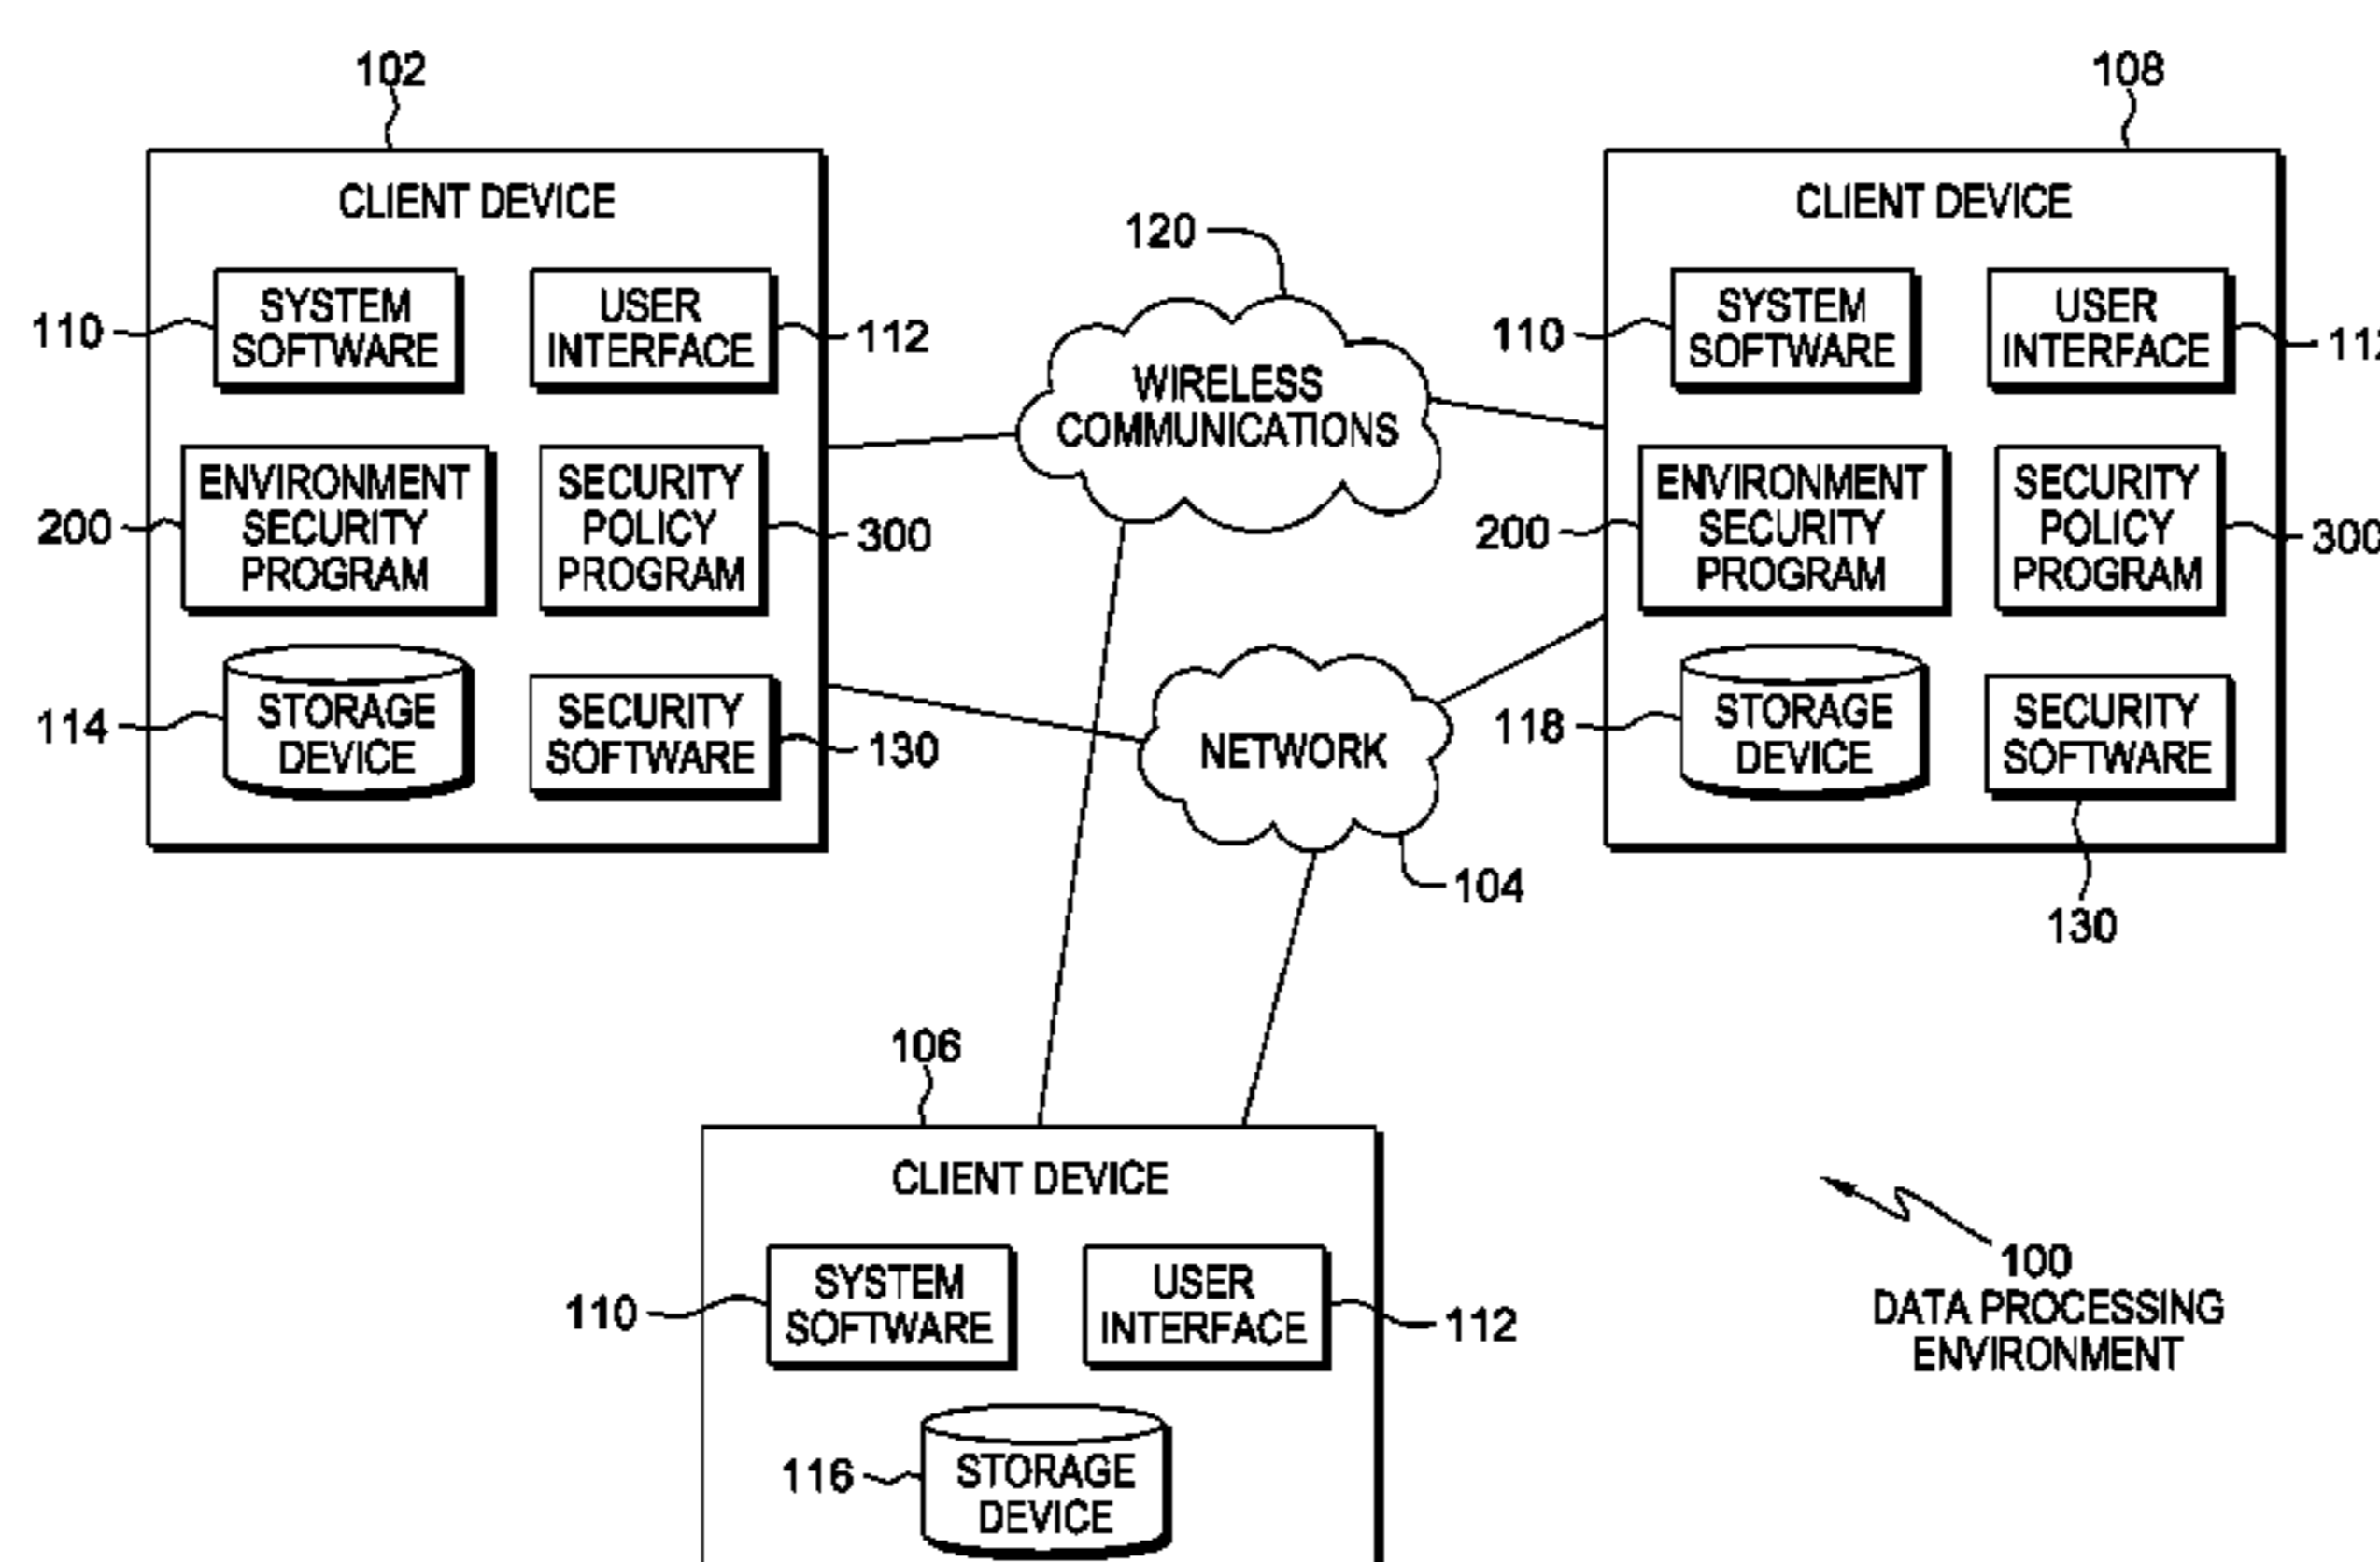 102
CLIENT DEVICE
110
SYSTEM
SOFTWARE
USER
INTERFACE
112
200
ENVIRONMENT
SECURITY
PROGRAM
SECURITY
POLICY
PROGRAM
300
114
STORAGE
DEVICE
SECURITY
SOFTWARE
130
120
WIRELESS
COMMUNICATIONS
NETWORK
104
108
CLIENT DEVICE
110
SYSTEM
SOFTWARE
USER
INTERFACE
200
ENVIRONMENT
SECURITY
PROGRAM
SECURITY
POLICY
PROGRAM
300
118
STORAGE
DEVICE
SECURITY
SOFTWARE
130
106
CLIENT DEVICE
110
SYSTEM
SOFTWARE
USER
INTERFACE
112
116
STORAGE
DEVICE
100
DATA PROCESSING
ENVIRONMENT